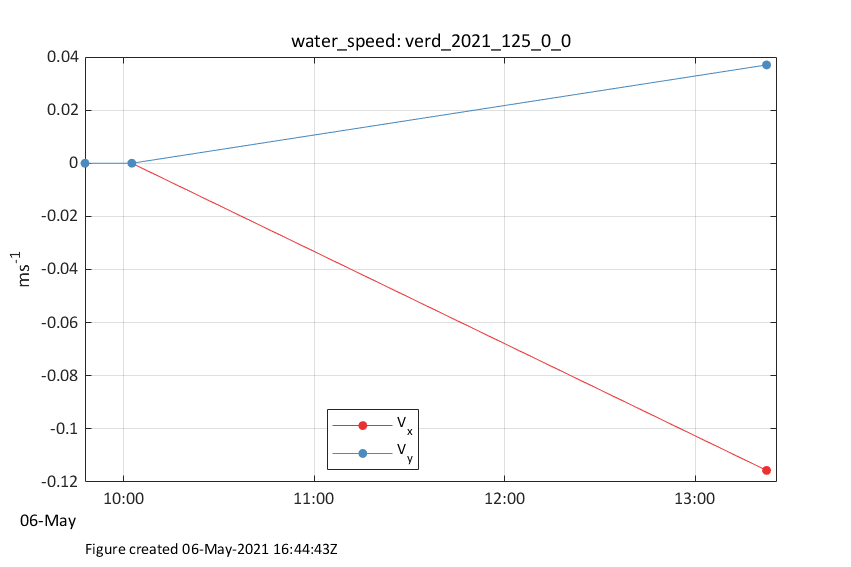 water_speed: verd_2021_125_0_0
0.04
0.02
0
-0.02
-0.04
-0.06
-0.08
-0.1
-0.12
ms-1
10:00 11:00 12:00 13:00
06-May
Vx
Vy
Figure created 06-May-2021 16:44:43Z